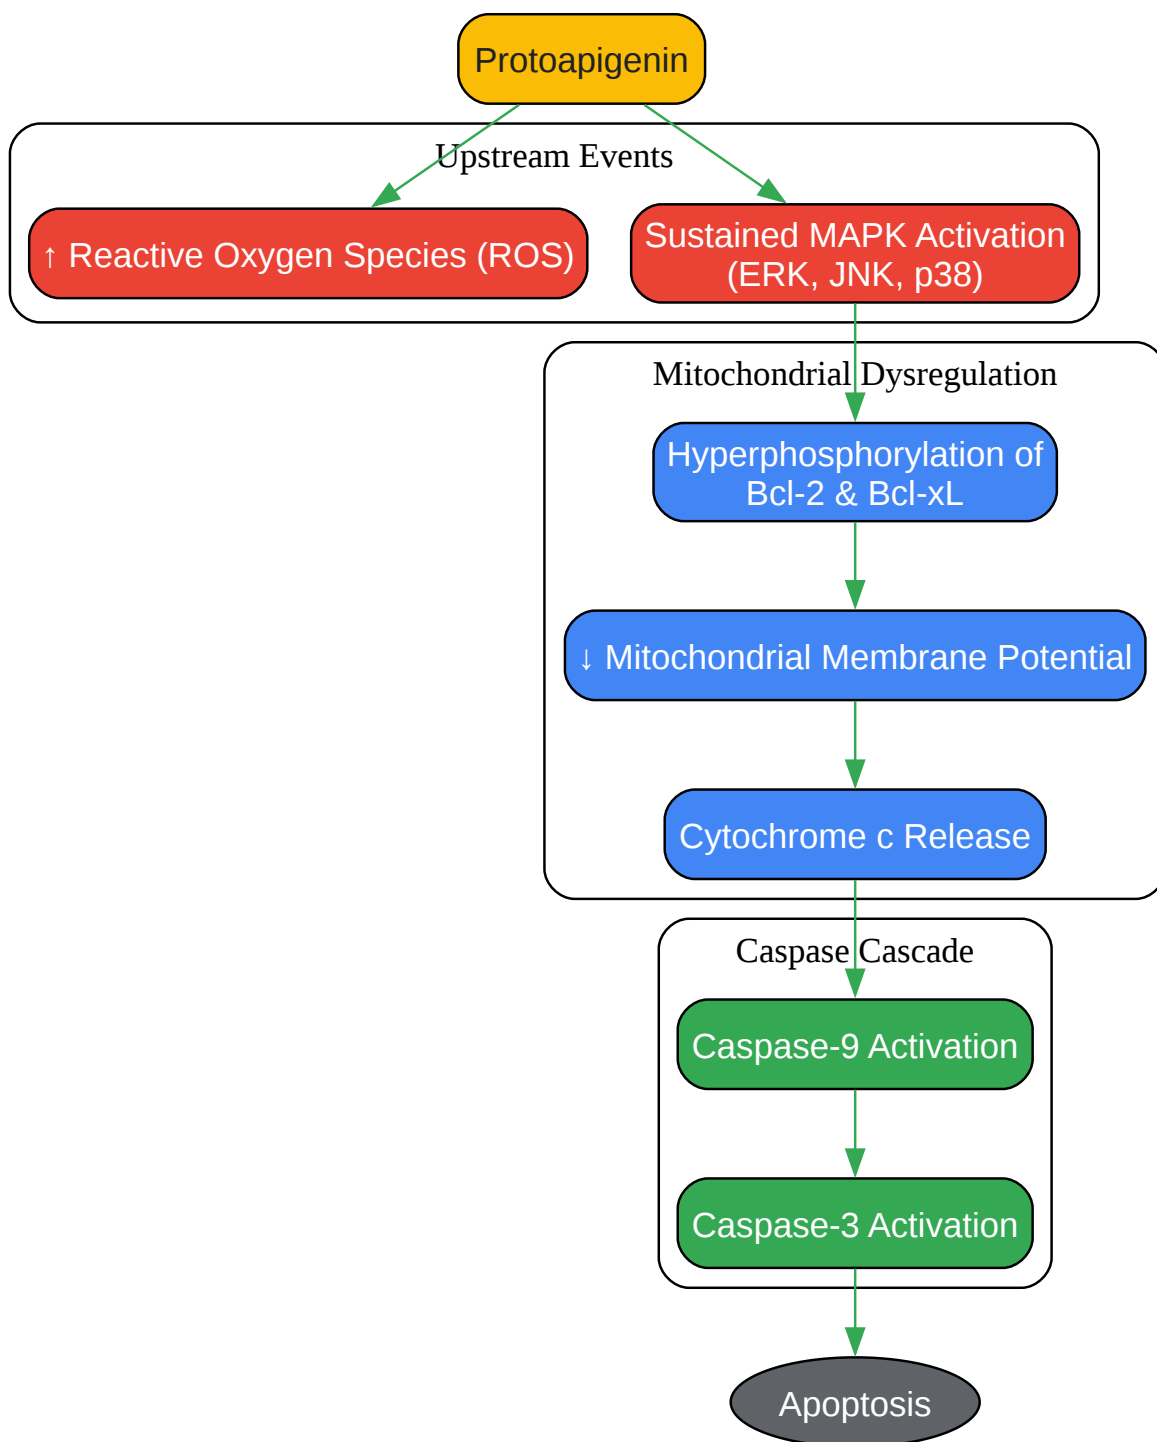 Protoapigenin
Upstream Events
↑ Reactive Oxygen Species (ROS)
Sustained MAPK Activation
(ERK, JNK, p38)
Mitochondrial Dysregulation
Hyperphosphorylation of
Bcl-2 & Bcl-xL
↓ Mitochondrial Membrane Potential
Cytochrome c Release
Caspase Cascade
Caspase-9 Activation
Caspase-3 Activation
Apoptosis